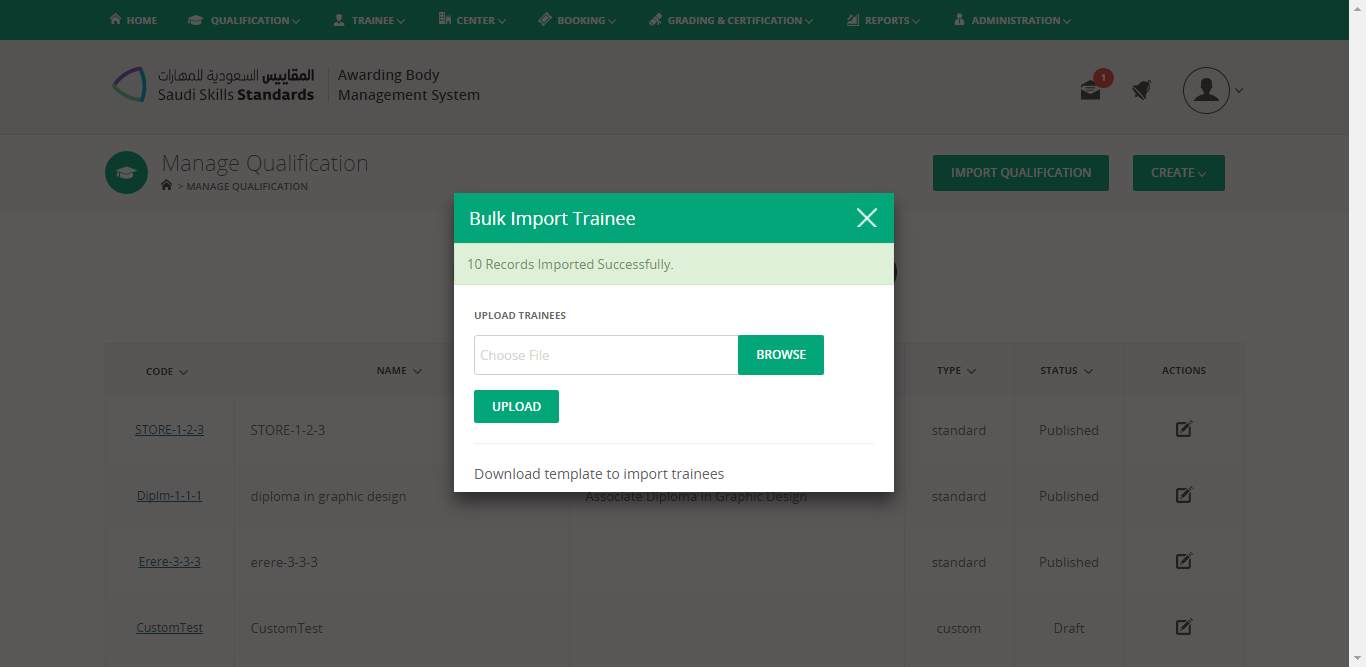 HOME QUALIFICATION TRAINEE CENTER BOOKING GRADING & CERTIFICATION REPORTS ADMINISTRATION
المقاييس السعودية للمهارات
Saudi Skills Standards
Awarding Body
Management System
1
Manage Qualification
> MANAGE QUALIFICATION
IMPORT QUALIFICATION
CREATE
Bulk Import Trainee
10 Records Imported Successfully.
UPLOAD TRAINEES
Choose File
BROWSE
UPLOAD
Download template to import trainees
CODE NAME TYPE STATUS ACTIONS
STORE-1-2-3 STORE-1-2-3 standard Published
Diplm-1-1-1 diploma in graphic design Associate Diploma in Graphic Design standard Published
Erere-3-3-3 erere-3-3-3 standard Published
CustomTest CustomTest custom Draft